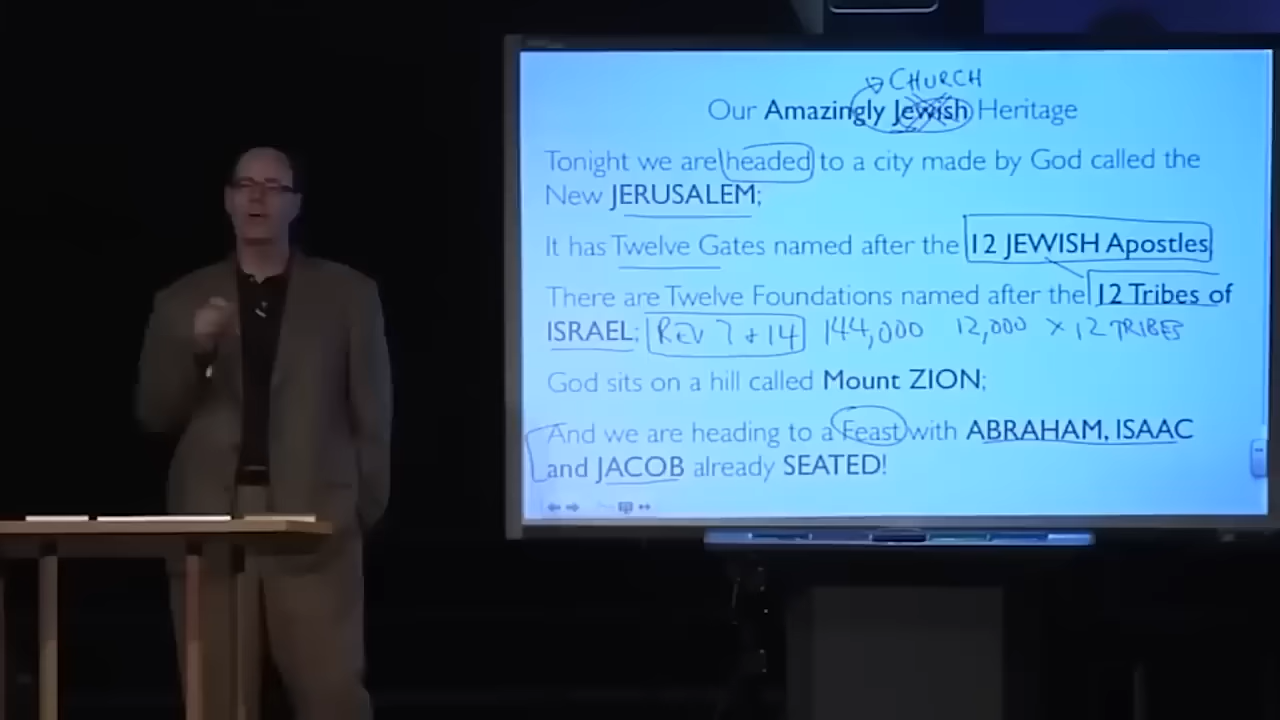 CHURCH
Our Amazingly Jewish Heritage
Tonight we are headed to a city made by God called the
New JERUSALEM;
It has Twelve Gates named after the 12 JEWISH Apostles
There are Twelve Foundations named after the 12 Tribes of
ISRAEL; REV 7 + 14 144,000 12,000 × 12 TRIBES
God sits on a hill called Mount ZION;
And we are heading to a Feast with ABRAHAM, ISAAC
and JACOB already SEATED!